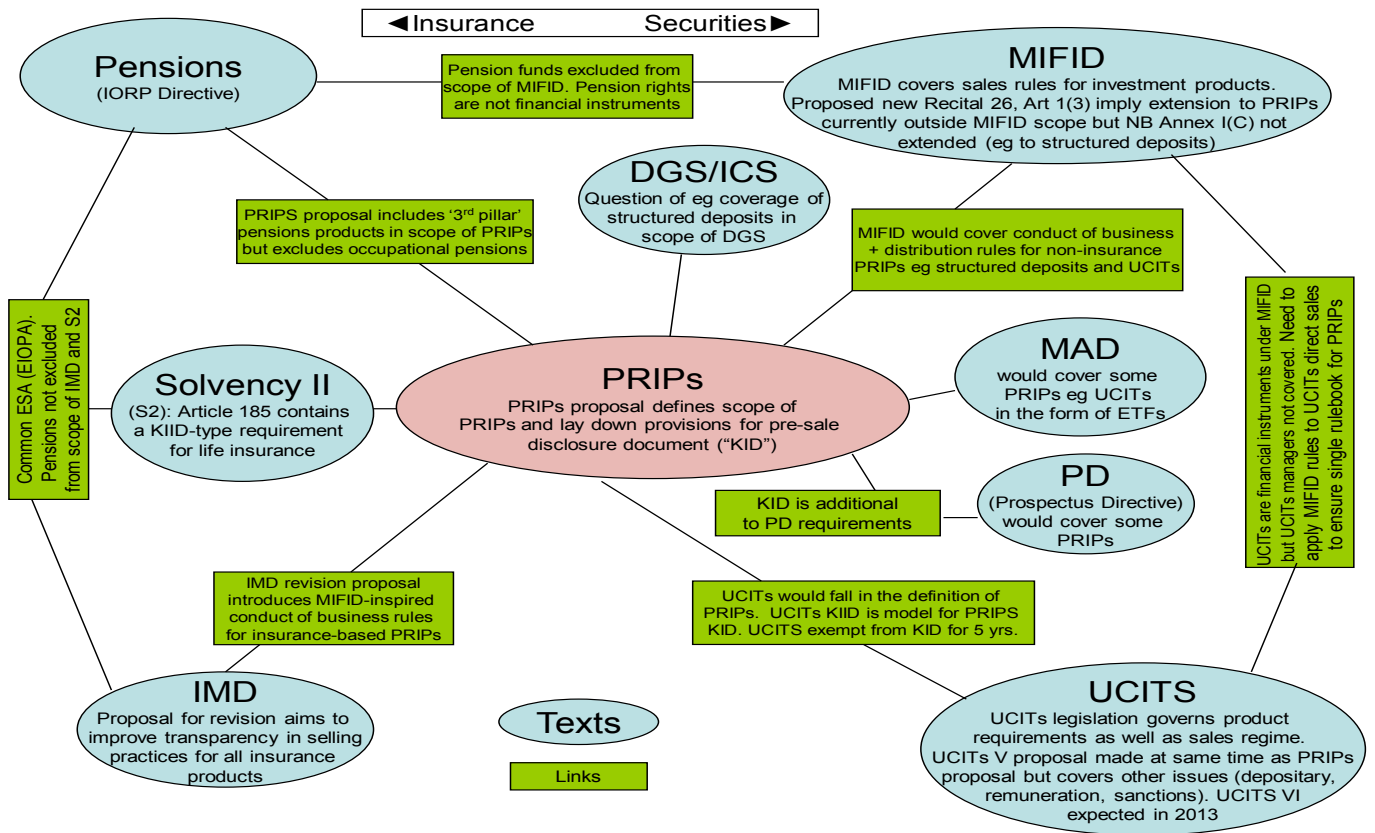 ◄Insurance Securities►
Pensions
(IORP Directive)
Pension funds excluded from
scope of MIFID. Pension rights
are not financial instruments
MIFID
MIFID covers sales rules for investment products.
Proposed new Recital 26, Art 1(3) imply extension to PRIPs
currently outside MIFID scope but NB Annex I(C) not
extended (eg to structured deposits)
DGS/ICS
Question of eg coverage of
structured deposits in
scope of DGS
PRIPS proposal includes ‘3rd pillar’
pensions products in scope of PRIPs
but excludes occupational pensions
MIFID would cover conduct of business
+ distribution rules for non-insurance
PRIPs eg structured deposits and UCITs
Common ESA (EIOPA).
Pensions not excluded
from scope of IMD and S2
Solvency II
(S2): Article 185 contains
a KIID-type requirement
for life insurance
PRIPs
PRIPs proposal defines scope of
PRIPs and lay down provisions for pre-sale
disclosure document (“KID”)
MAD
would cover some
PRIPs eg UCITs
in the form of ETFs
UCITs are financial instruments under MIFID
but UCITs managers not covered. Need to
apply MIFID rules to UCITs direct sales
to ensure single rulebook for PRIPs
KID is additional
to PD requirements
PD
(Prospectus Directive)
would cover some
PRIPs
IMD revision proposal
introduces MIFID-inspired
conduct of business rules
for insurance-based PRIPs
UCITs would fall in the definition of
PRIPs. UCITs KIID is model for PRIPS
KID. UCITS exempt from KID for 5 yrs.
IMD
Proposal for revision aims to
improve transparency in selling
practices for all insurance
products
Texts
Links
UCITS
UCITs legislation governs product
requirements as well as sales regime.
UCITs V proposal made at same time as PRIPs
proposal but covers other issues (depositary,
remuneration, sanctions). UCITS VI
expected in 2013